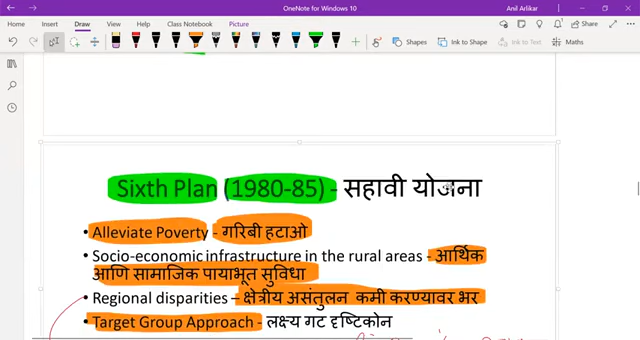 OneNote for Windows 10
Anil Arlikar
Home Insert Draw View Help Class Notebook Picture
Share
Shapes Ink to Shape Ink to Text Maths
Sixth Plan (1980-85) - सहावी योजना
• Alleviate Poverty - गरिबी हटाओ
• Socio-economic infrastructure in the rural areas - आर्थिक
आणि सामाजिक पायाभूत सुविधा
• Regional disparities – क्षेत्रीय असंतुलन कमी करण्यावर भर
• Target Group Approach - लक्ष्य गट दृष्टिकोन